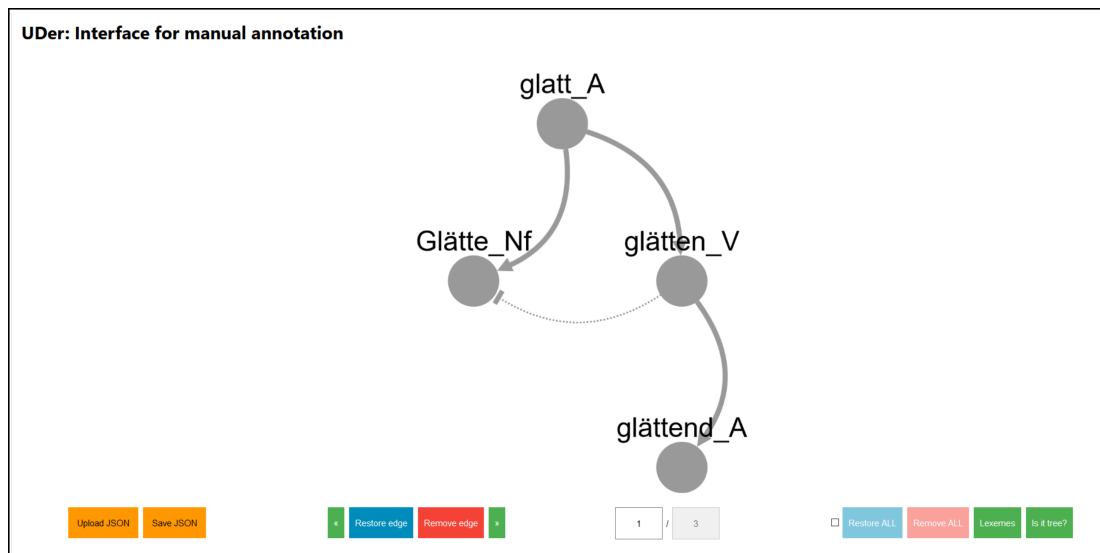 UDer: Interface for manual annotation
glatt_A
Glätte_Nf
glätten_V
glättend_A
Upload JSON Save JSON « Restore edge Remove edge » 1 / 3 Restore ALL Remove ALL Lexemes Is it tree?